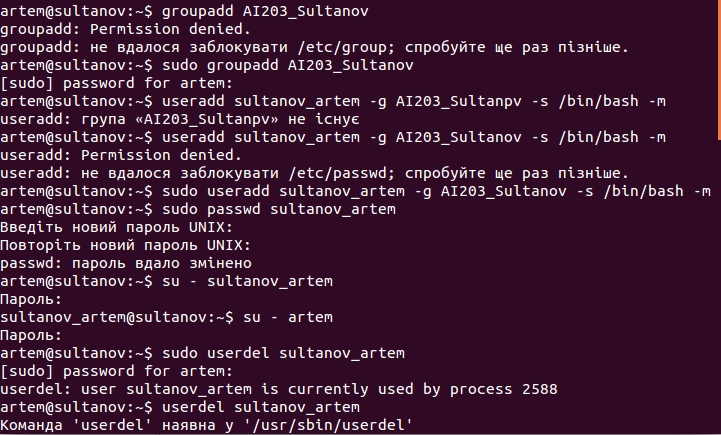 artem@sultanov:~$ groupadd AI203_Sultanov
groupadd: Permission denied.
groupadd: не вдалося заблокувати /etc/group; спробуйте ще раз пізніше.
artem@sultanov:~$ sudo groupadd AI203_Sultanov
[sudo] password for artem:
artem@sultanov:~$ useradd sultanov_artem -g AI203_Sultanpv -s /bin/bash -m
useradd: група «AI203_Sultanpv» не існує
artem@sultanov:~$ useradd sultanov_artem -g AI203_Sultanov -s /bin/bash -m
useradd: Permission denied.
useradd: не вдалося заблокувати /etc/passwd; спробуйте ще раз пізніше.
artem@sultanov:~$ sudo useradd sultanov_artem -g AI203_Sultanov -s /bin/bash -m
artem@sultanov:~$ sudo passwd sultanov_artem
Введіть новий пароль UNIX:
Повторіть новий пароль UNIX:
passwd: пароль вдало змінено
artem@sultanov:~$ su - sultanov_artem
Пароль:
sultanov_artem@sultanov:~$ su - artem
Пароль:
artem@sultanov:~$ sudo userdel sultanov_artem
[sudo] password for artem:
userdel: user sultanov_artem is currently used by process 2588
artem@sultanov:~$ userdel sultanov_artem
Команда 'userdel' наявна у '/usr/sbin/userdel'